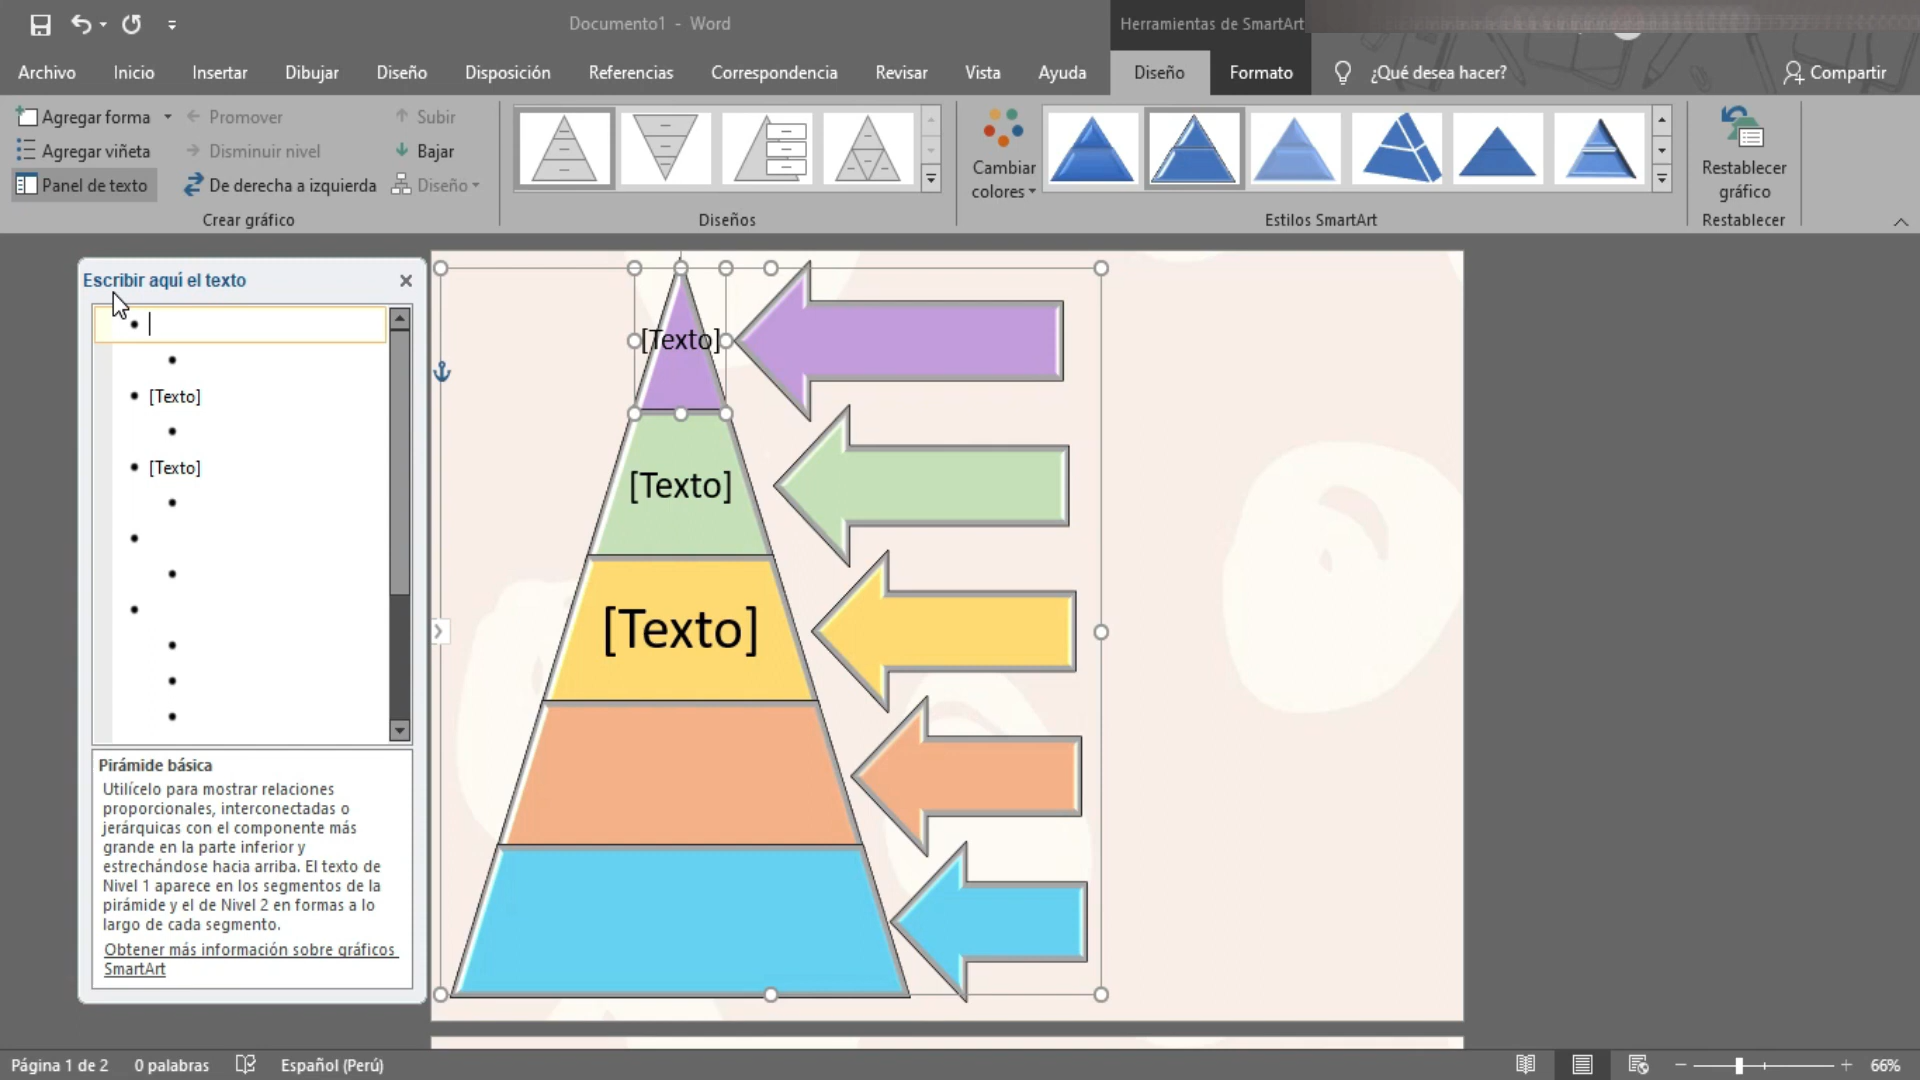 Documento1 - Word
Herramientas de SmartArt
Archivo Inicio Insertar Dibujar Diseño Disposición Referencias Correspondencia Revisar Vista Ayuda Diseño Formato ¿Qué desea hacer? Compartir
Agregar forma Promover Subir
Agregar viñeta Disminuir nivel Bajar
Panel de texto De derecha a izquierda Diseño
Crear gráfico
Diseños
Cambiar
colores
Estilos SmartArt
Restablecer
gráfico
Restablecer
Escribir aquí el texto
[Texto]
[Texto]
Pirámide básica
Utilícelo para mostrar relaciones
proporcionales, interconectadas o
jerárquicas con el componente más
grande en la parte inferior y
estrechándose hacia arriba. El texto de
Nivel 1 aparece en los segmentos de la
pirámide y el de Nivel 2 en formas a lo
largo de cada segmento.
Obtener más información sobre gráficos
SmartArt
[Texto]
[Texto]
[Texto]
Página 1 de 2 0 palabras Español (Perú) 66%